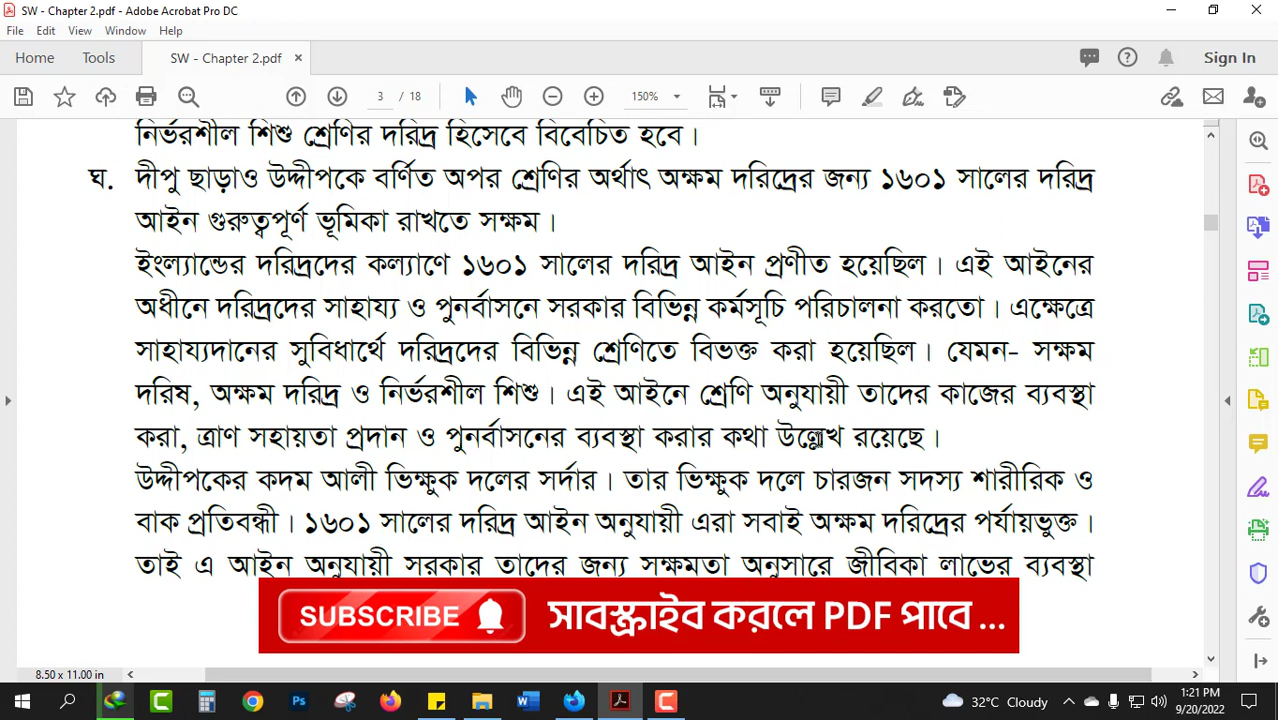 SW - Chapter 2.pdf - Adobe Acrobat Pro DC
File Edit View Window Help
Home Tools SW - Chapter 2.pdf × Sign In
3 / 18 150%
নির্ভরশীল শিশু শ্রেণির দরিদ্র হিসেবে বিবেচিত হবে।
ঘ. দীপু ছাড়াও উদ্দীপকে বর্ণিত অপর শ্রেণির অর্থাৎ অক্ষম দরিদ্রের জন্য ১৬০১ সালের দরিদ্র
আইন গুরুত্বপূর্ণ ভূমিকা রাখতে সক্ষম।
ইংল্যান্ডের দরিদ্রদের কল্যাণে ১৬০১ সালের দরিদ্র আইন প্রণীত হয়েছিল। এই আইনের
অধীনে দরিদ্রদের সাহায্য ও পুনর্বাসনে সরকার বিভিন্ন কর্মসূচি পরিচালনা করতো। এক্ষেত্রে
সাহায্যদানের সুবিধার্থে দরিদ্রদের বিভিন্ন শ্রেণিতে বিভক্ত করা হয়েছিল। যেমন- সক্ষম
দরিষ, অক্ষম দরিদ্র ও নির্ভরশীল শিশু। এই আইনে শ্রেণি অনুযায়ী তাদের কাজের ব্যবস্থা
করা, ত্রাণ সহায়তা প্রদান ও পুনর্বাসনের ব্যবস্থা করার কথা উল্লেখ রয়েছে।
উদ্দীপকের কদম আলী ভিক্ষুক দলের সর্দার। তার ভিক্ষুক দলে চারজন সদস্য শারীরিক ও
বাক প্রতিবন্ধী। ১৬০১ সালের দরিদ্র আইন অনুযায়ী এরা সবাই অক্ষম দরিদ্রের পর্যায়ভুক্ত।
তাই এ আইন অনুযায়ী সরকার তাদের জন্য সক্ষমতা অনুসারে জীবিকা লাভের ব্যবস্থা
SUBSCRIBE সাবস্ক্রাইব করলে PDF পাবে ...
8.50 x 11.00 in
32°C Cloudy 1:21 PM
9/20/2022